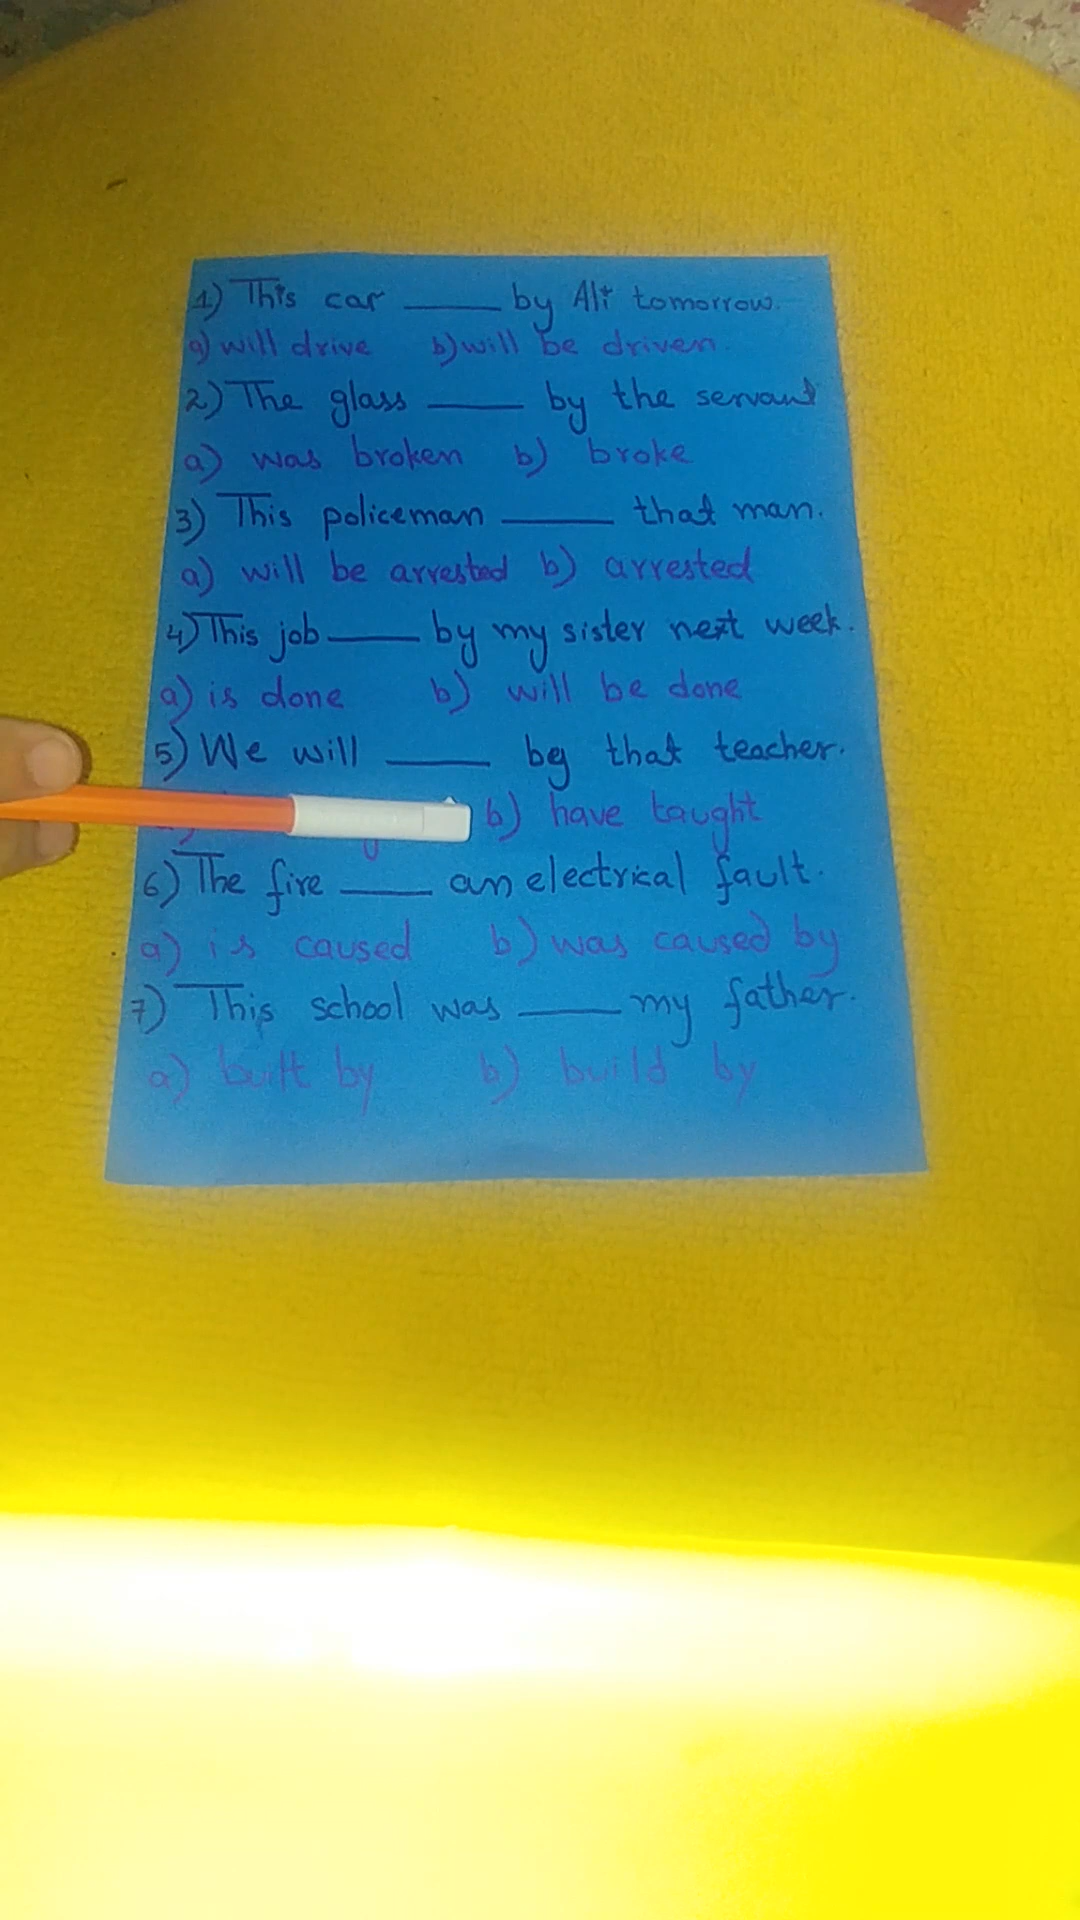 1) This car ____ by Ali tomorrow.
a) will drive b) will be driven.
2) The glass ____ by the servant
a) was broken b) broke
3) This policeman ____ that man.
a) will be arrested b) arrested
4) This job ____ by my sister next week.
a) is done b) will be done
5) We will ____ by that teacher.
b) have taught
6) The fire ____ an electrical fault.
a) is caused b) was caused by
7) This school was ____ my father.
a) built by b) build by